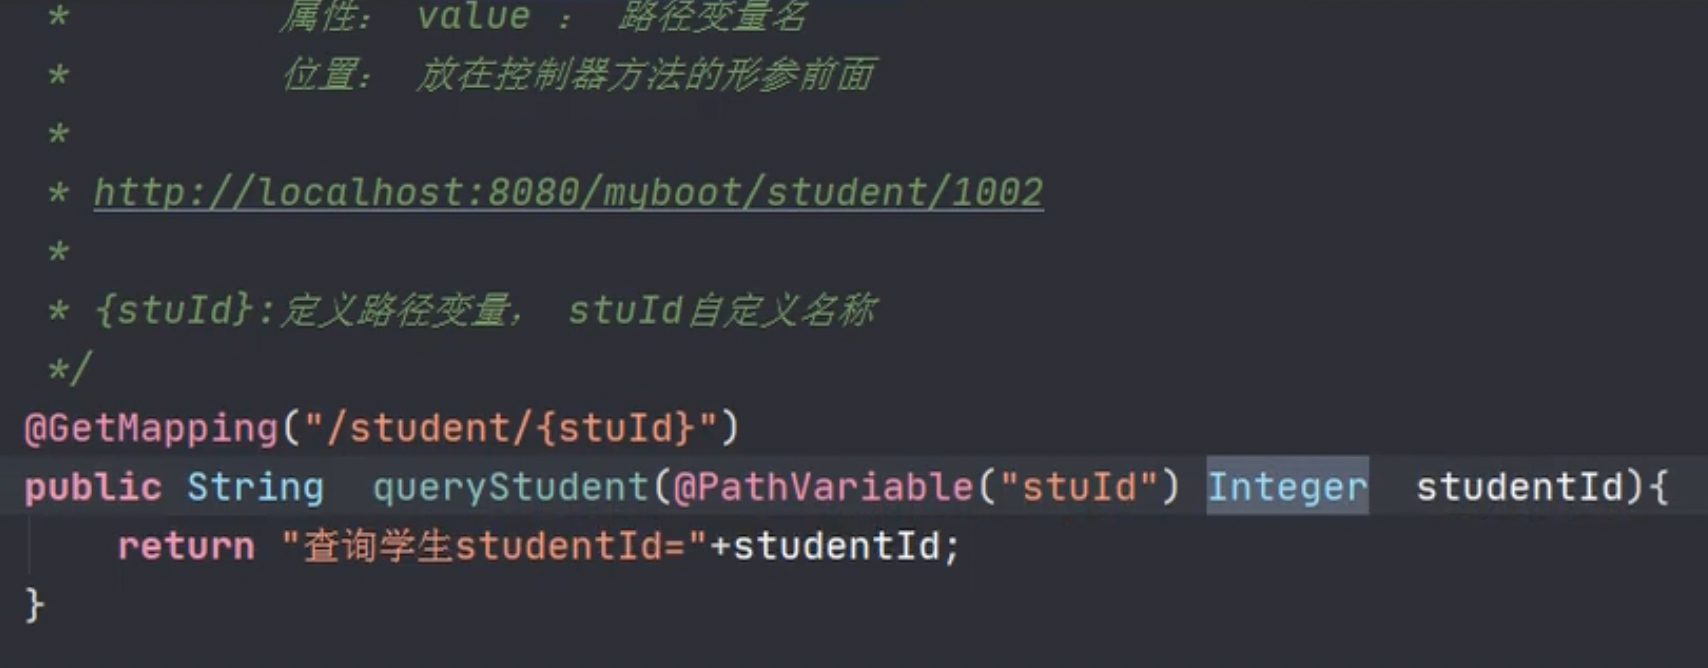 * 属性： value ： 路径变量名
* 位置： 放在控制器方法的形参前面
*
* http://localhost:8080/myboot/student/1002
*
* {stuId}:定义路径变量， stuId自定义名称
*/
@GetMapping("/student/{stuId}")
public String queryStudent(@PathVariable("stuId") Integer studentId){
return "查询学生studentId="+studentId;
}